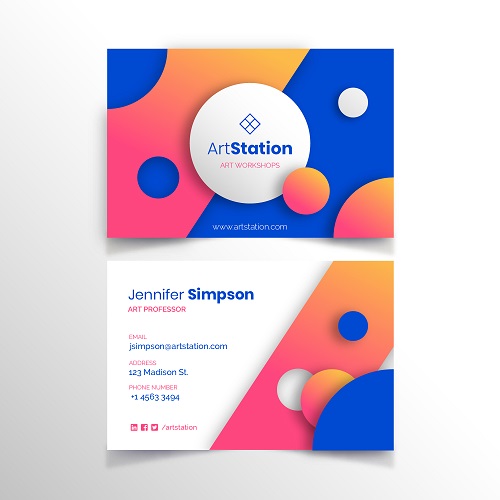 ArtStation
ART WORKSHOPS
www.artstation.com
Jennifer Simpson
ART PROFESSOR
EMAIL
jsimpson@artstation.com
ADDRESS
123 Madison St.
PHONE NUMBER
+1 4563 3494
/artstation